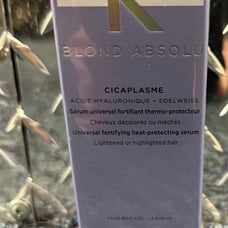 K
BLOND ABSOLU
CICAPLASME
ACIDE HYALURONIQUE + EDELWEISS
Sérum universel fortifiant thermo-protecteur
Cheveux décolorés ou méchés
Universal fortifying heat-protecting serum
Lightened or highlighted hair